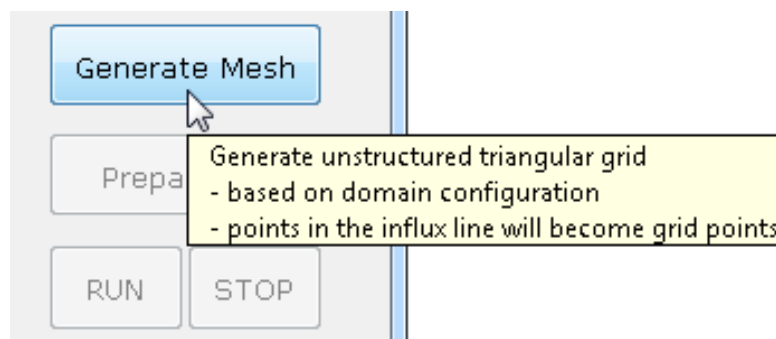 Generate Mesh
Prepa
Generate unstructured triangular grid
- based on domain configuration
- points in the influx line will become grid points
RUN
STOP